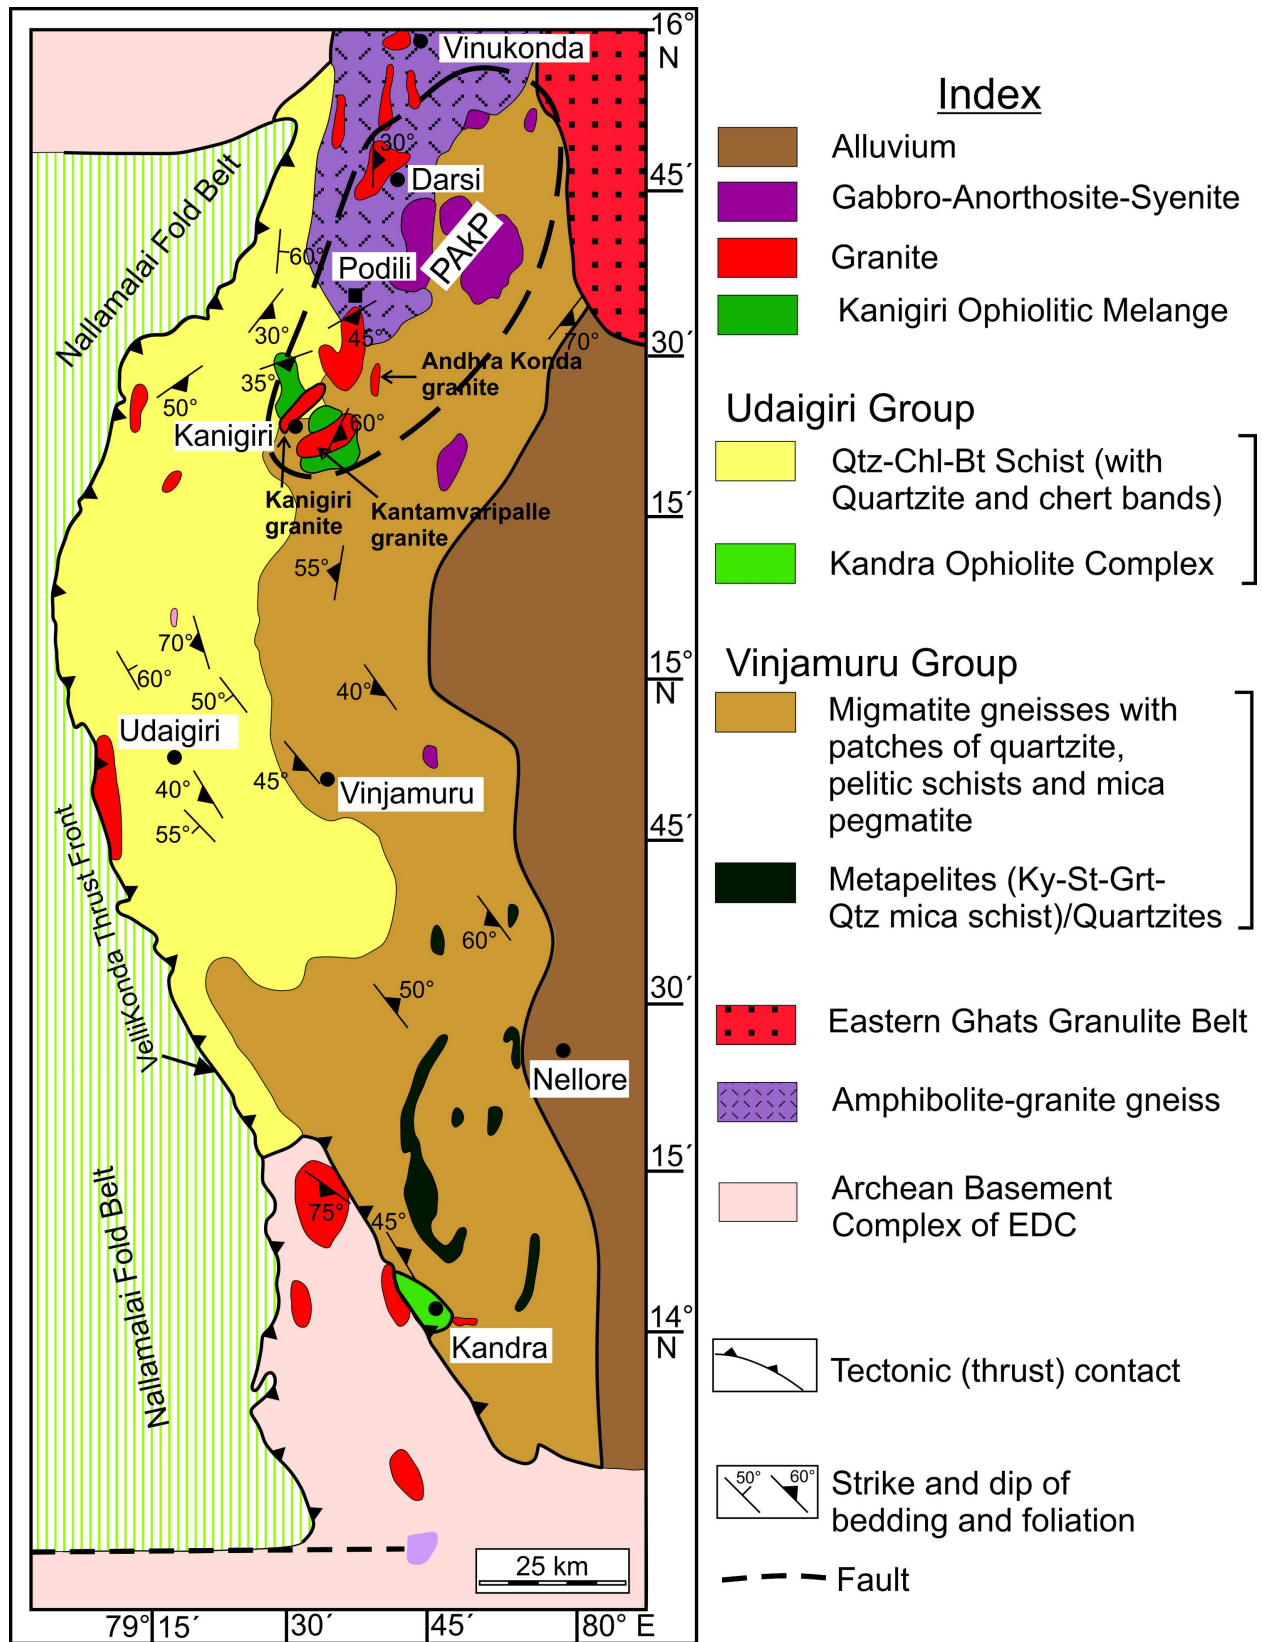 16°
N
Vinukonda
30°
Darsi
45´
Nallamalai Fold Belt
60°
PAkP
Podili
30°
45°
70°
30´
35°
Andhra Konda
granite
50°
Kanigiri
60°
Kanigiri
granite
Kantamvaripalle
granite
15´
55°
70°
60°
50°
40°
15°
N
Udaigiri
45°
Vinjamuru
40°
55°
45´
Vellikonda Thrust Front
60°
50°
30´
Nellore
15´
Nallamalai Fold Belt
75°
45°
14°
N
Kandra
25 km
79° 15´
30´
45´
80° E
Index
Alluvium
Gabbro-Anorthosite-Syenite
Granite
Kanigiri Ophiolitic Melange
Udaigiri Group
Qtz-Chl-Bt Schist (with
Quartzite and chert bands)
Kandra Ophiolite Complex
Vinjamuru Group
Migmatite gneisses with
patches of quartzite,
pelitic schists and mica
pegmatite
Metapelites (Ky-St-Grt-
Qtz mica schist)/Quartzites
Eastern Ghats Granulite Belt
Amphibolite-granite gneiss
Archean Basement
Complex of EDC
Tectonic (thrust) contact
50° 60°
Strike and dip of
bedding and foliation
Fault